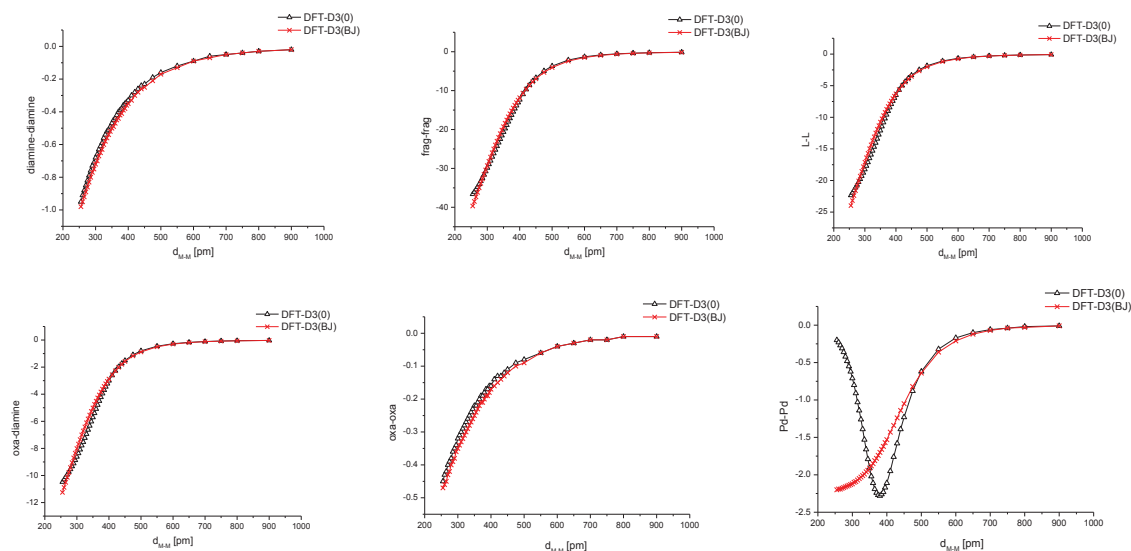 DFT-D3(0)
DFT-D3(BJ)
0.0
-0.2
-0.4
-0.6
-0.8
-1.0
diamine-diamine
200 300 400 500 600 700 800 900 1000
d M-M [pm]
DFT-D3(0)
DFT-D3(BJ)
0
-10
-20
-30
-40
frag-frag
200 300 400 500 600 700 800 900 1000
d M-M [pm]
DFT-D3(0)
DFT-D3(BJ)
0
-5
-10
-15
-20
-25
L-L
200 300 400 500 600 700 800 900 1000
d M-M [pm]
DFT-D3(0)
DFT-D3(BJ)
0
-2
-4
-6
-8
-10
-12
oxa-diamine
200 300 400 500 600 700 800 900 1000
d M-M [pm]
DFT-D3(0)
DFT-D3(BJ)
0.0
-0.1
-0.2
-0.3
-0.4
-0.5
oxa-oxa
200 300 400 500 600 700 800 900 1000
d M-M [pm]
DFT-D3(0)
DFT-D3(BJ)
0.0
-0.5
-1.0
-1.5
-2.0
-2.5
Pd-Pd
200 300 400 500 600 700 800 900 1000
d M-M [pm]